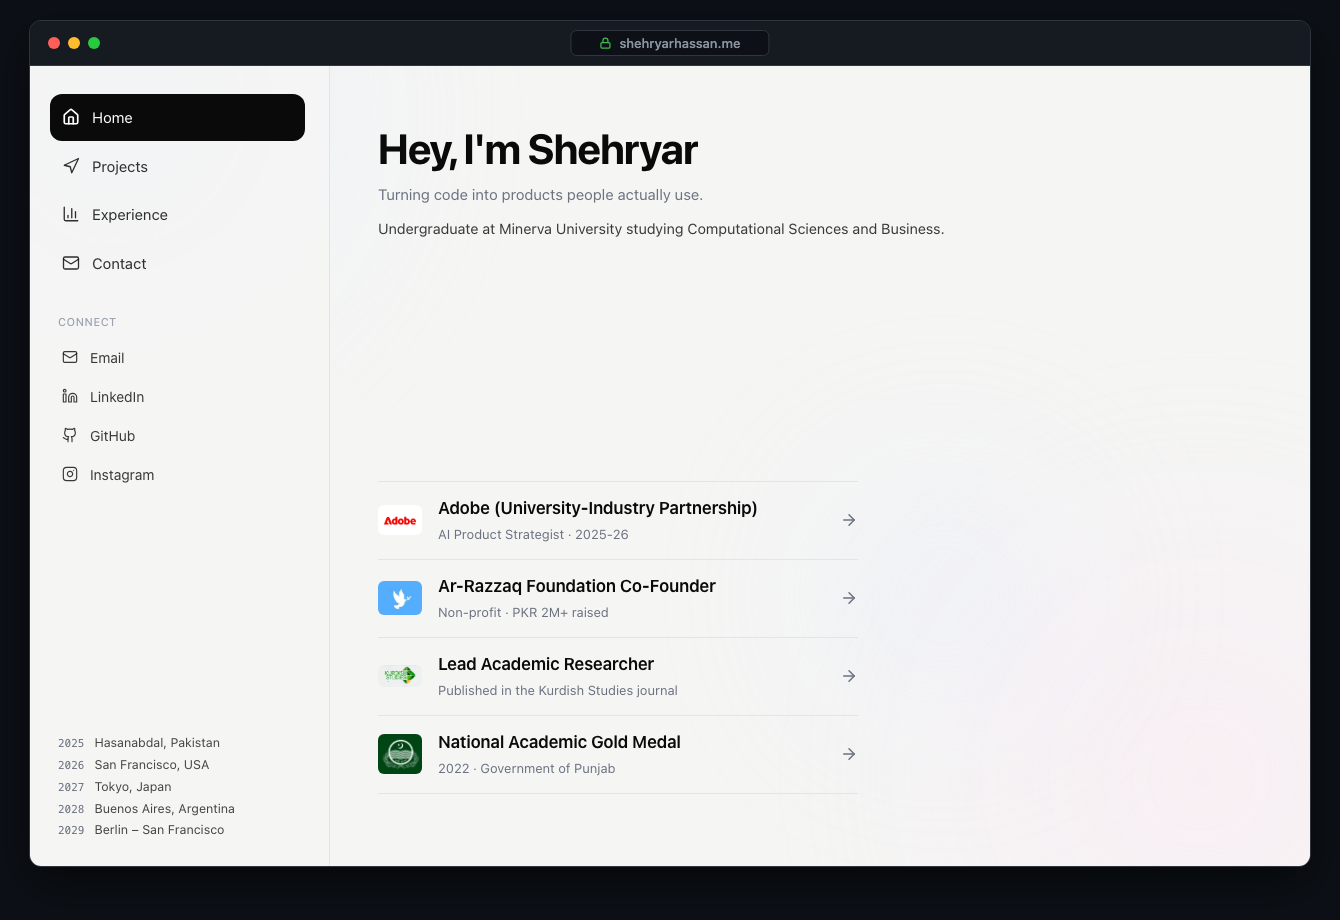 shehryarhassan.me
Home
Projects
Experience
Contact
CONNECT
Email
LinkedIn
GitHub
Instagram
2025 Hasanabdal, Pakistan
2026 San Francisco, USA
2027 Tokyo, Japan
2028 Buenos Aires, Argentina
2029 Berlin – San Francisco
Hey, I'm Shehryar
Turning code into products people actually use.
Undergraduate at Minerva University studying Computational Sciences and Business.
Adobe
Adobe (University-Industry Partnership)
AI Product Strategist · 2025-26
Ar-Razzaq Foundation Co-Founder
Non-profit · PKR 2M+ raised
KURDISH
STUDIES
Lead Academic Researcher
Published in the Kurdish Studies journal
National Academic Gold Medal
2022 · Government of Punjab